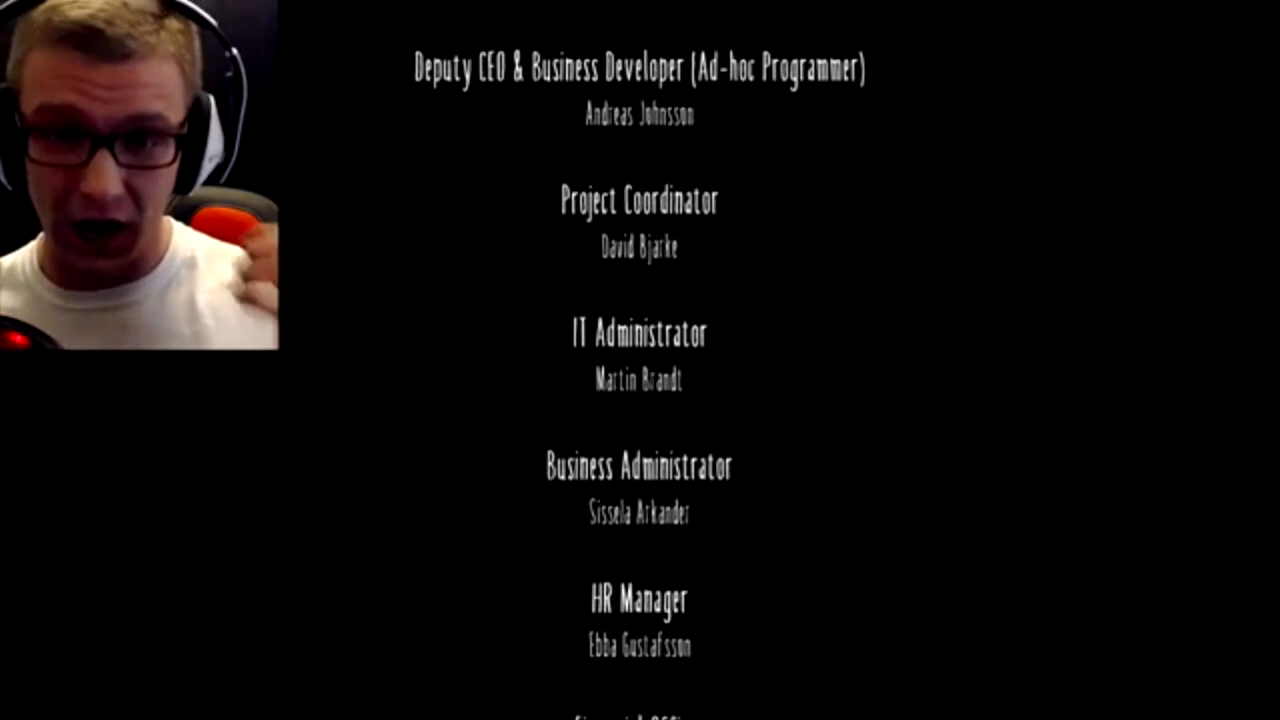 Deputy CEO & Business Developer (Ad-hoc Programmer)
Andreas Johnsson
Project Coordinator
David Bjarke
IT Administrator
Martin Brandt
Business Administrator
Sissela Arkander
HR Manager
Ebba Gustafsson